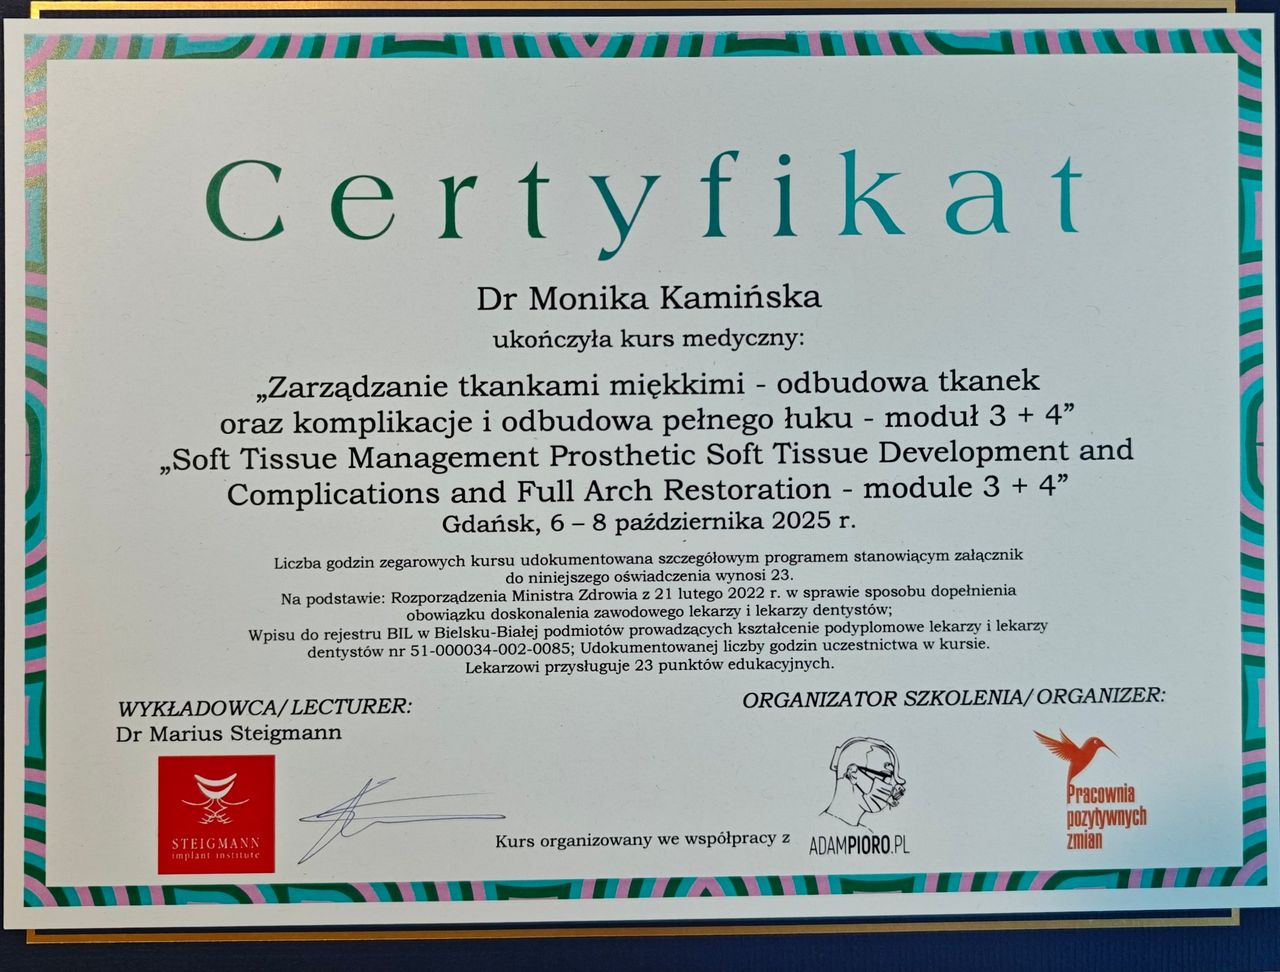 Certyfikat
Dr Monika Kamińska
ukończyła kurs medyczny:
„Zarządzanie tkankami miękkimi - odbudowa tkanek
oraz komplikacje i odbudowa pełnego łuku - moduł 3 + 4”
„Soft Tissue Management Prosthetic Soft Tissue Development and
Complications and Full Arch Restoration - module 3 + 4”
Gdańsk, 6 – 8 października 2025 r.
Liczba godzin zegarowych kursu udokumentowana szczegółowym programem stanowiącym załącznik
do niniejszego oświadczenia wynosi 23.
Na podstawie: Rozporządzenia Ministra Zdrowia z 21 lutego 2022 r. w sprawie sposobu dopełnienia
obowiązku doskonalenia zawodowego lekarzy i lekarzy dentystów;
Wpisu do rejestru BIL w Bielsku-Białej podmiotów prowadzących kształcenie podyplomowe lekarzy i lekarzy
dentystów nr 51-000034-002-0085; Udokumentowanej liczby godzin uczestnictwa w kursie.
Lekarzowi przysługuje 23 punktów edukacyjnych.
WYKŁADOWCA/LECTURER:
Dr Marius Steigmann
STEIGMANN
implant institute
ORGANIZATOR SZKOLENIA/ORGANIZER:
Kurs organizowany we współpracy z
ADAMPIORO.PL
Pracownia
pozytywnych
zmian